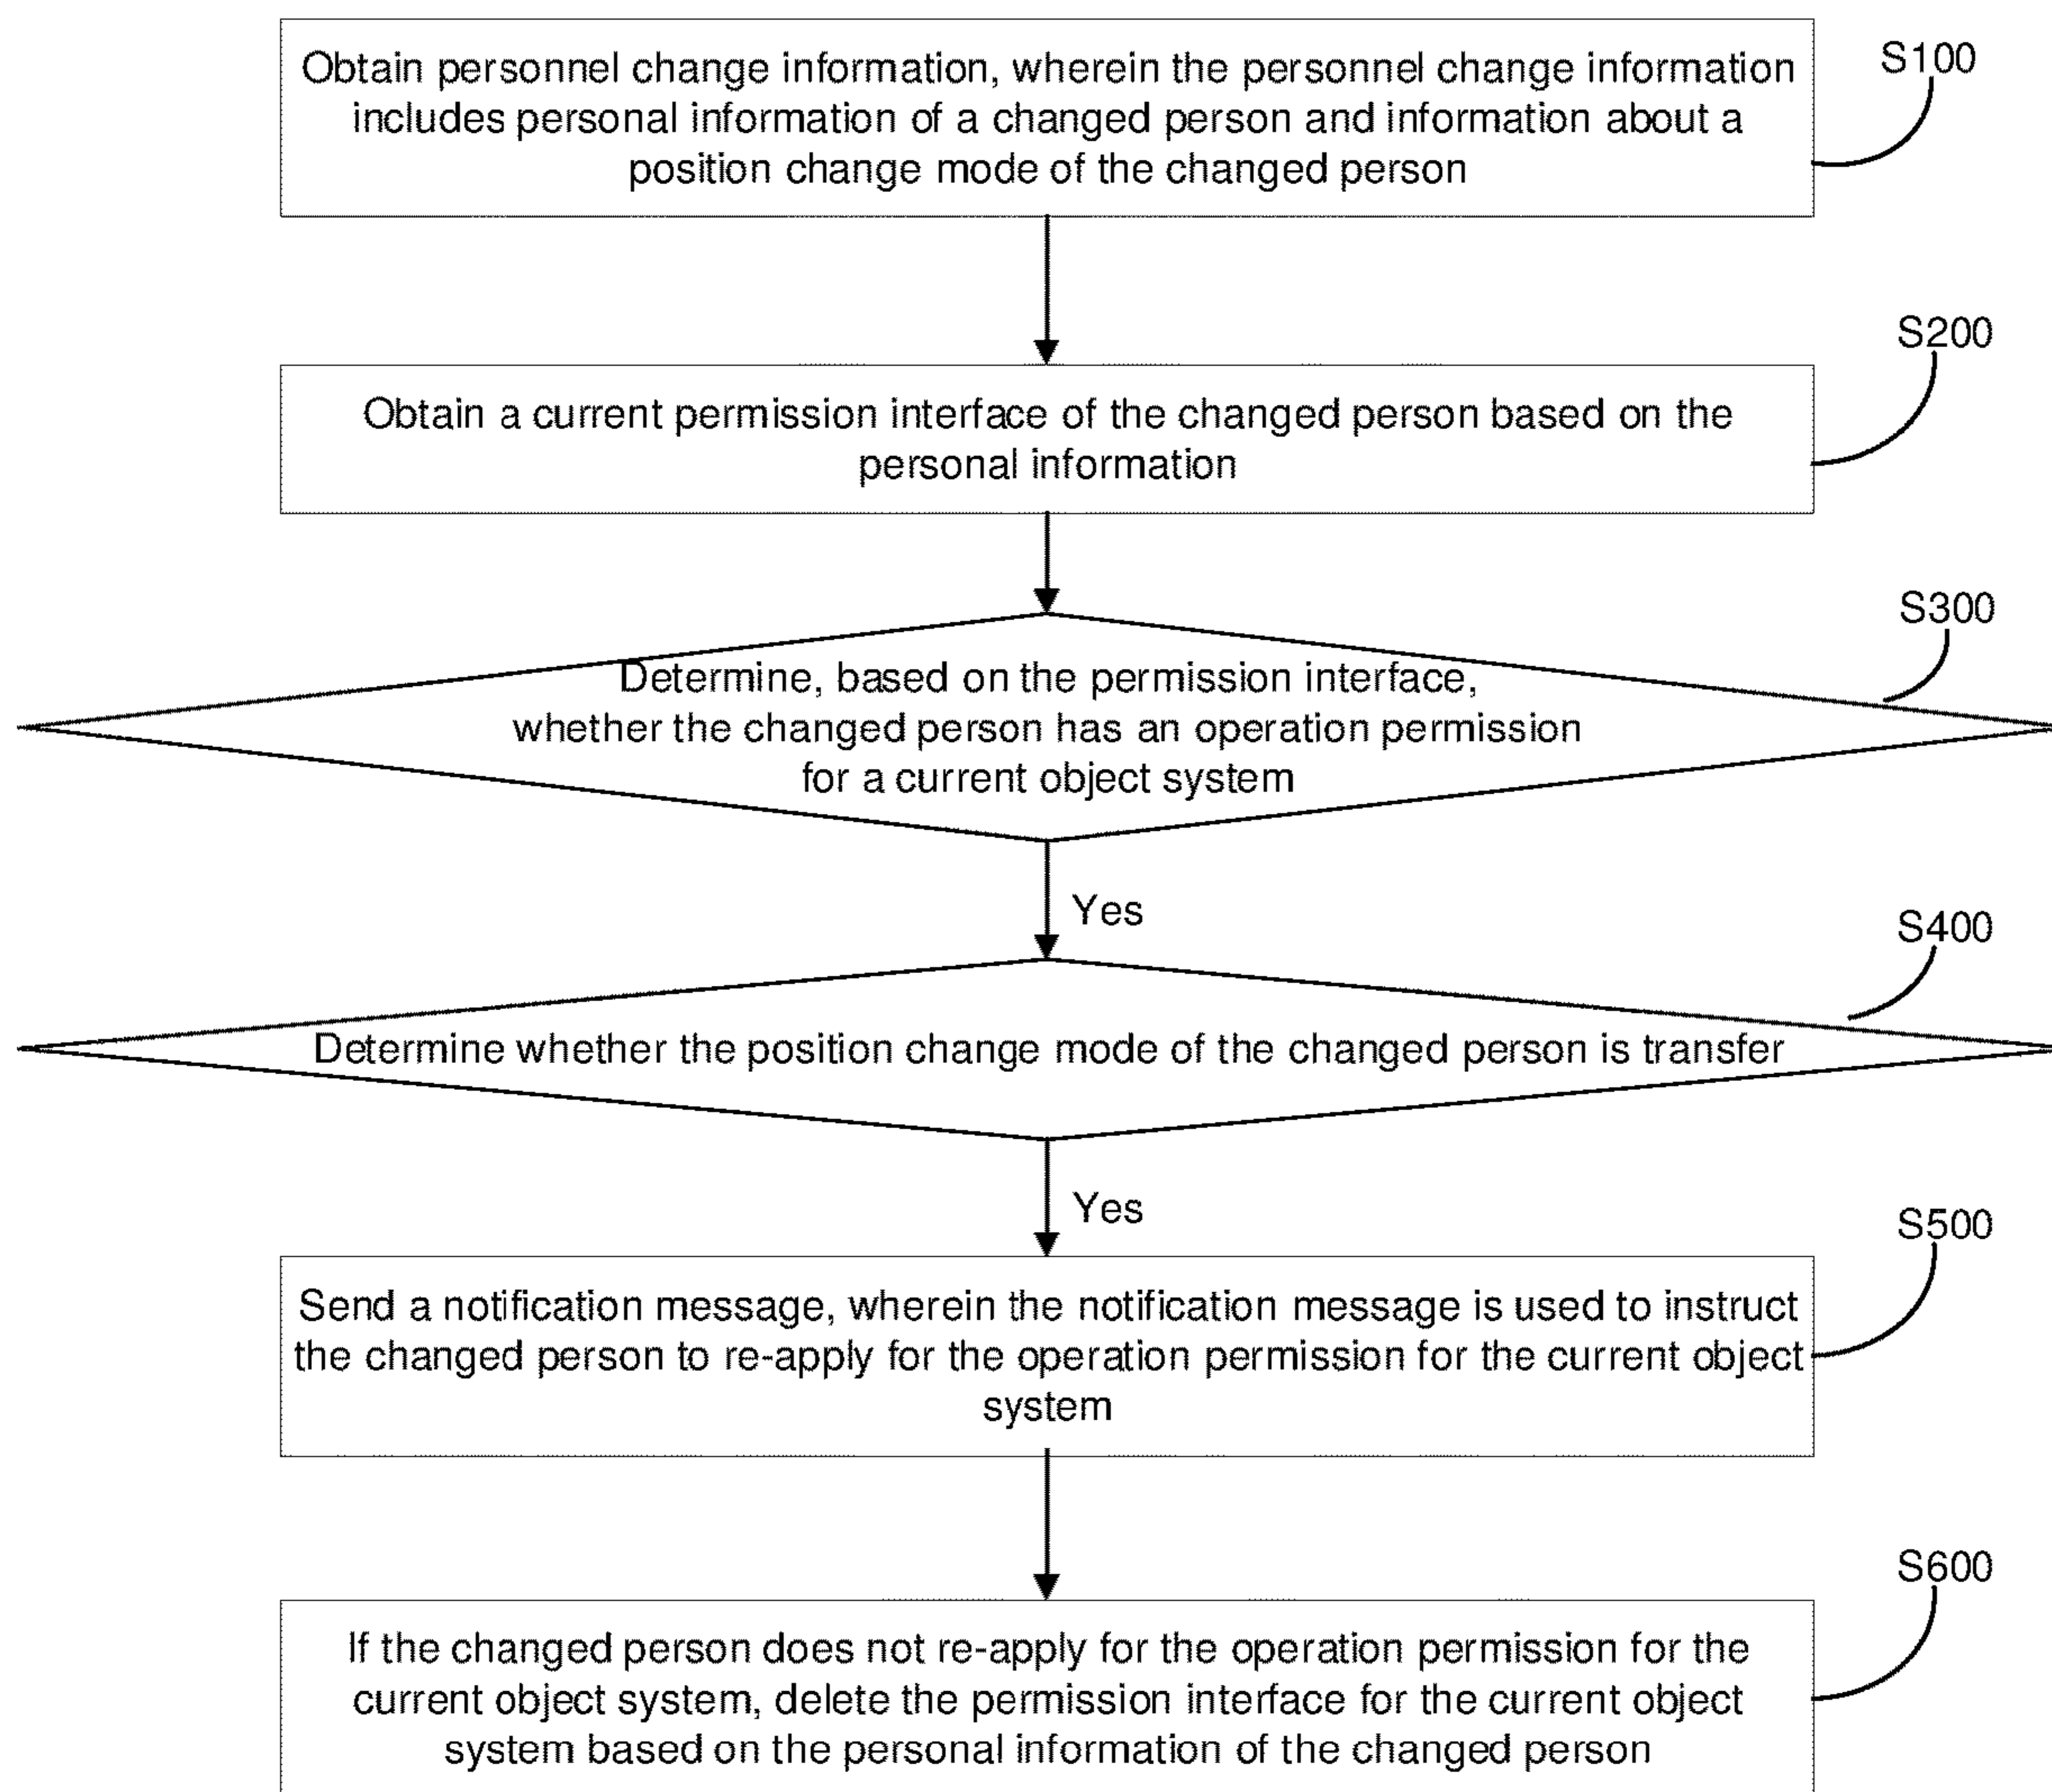 Obtain personnel change information, wherein the personnel change information
includes personal information of a changed person and information about a
position change mode of the changed person
S100
Obtain a current permission interface of the changed person based on the
personal information
S200
Determine, based on the permission interface,
whether the changed person has an operation permission
for a current object system
S300
Yes
Determine whether the position change mode of the changed person is transfer
S400
Yes
Send a notification message, wherein the notification message is used to instruct
the changed person to re-apply for the operation permission for the current object
system
S500
If the changed person does not re-apply for the operation permission for the
current object system, delete the permission interface for the current object
system based on the personal information of the changed person
S600